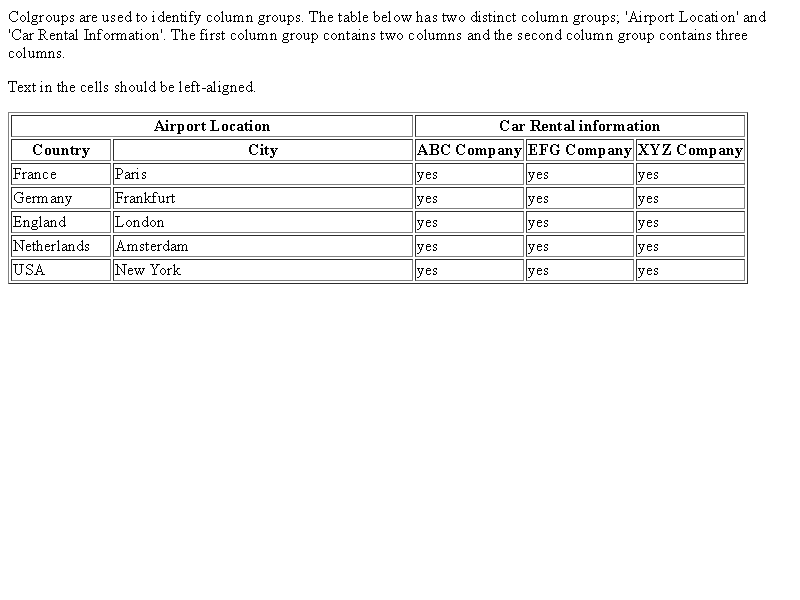 Colgroups are used to identify column groups. The table below has two distinct column groups; 'Airport Location' and
'Car Rental Information'. The first column group contains two columns and the second column group contains three
columns.
Text in the cells should be left-aligned.
Airport Location Car Rental information
Country City ABC Company EFG Company XYZ Company
France Paris yes yes yes
Germany Frankfurt yes yes yes
England London yes yes yes
Netherlands Amsterdam yes yes yes
USA New York yes yes yes